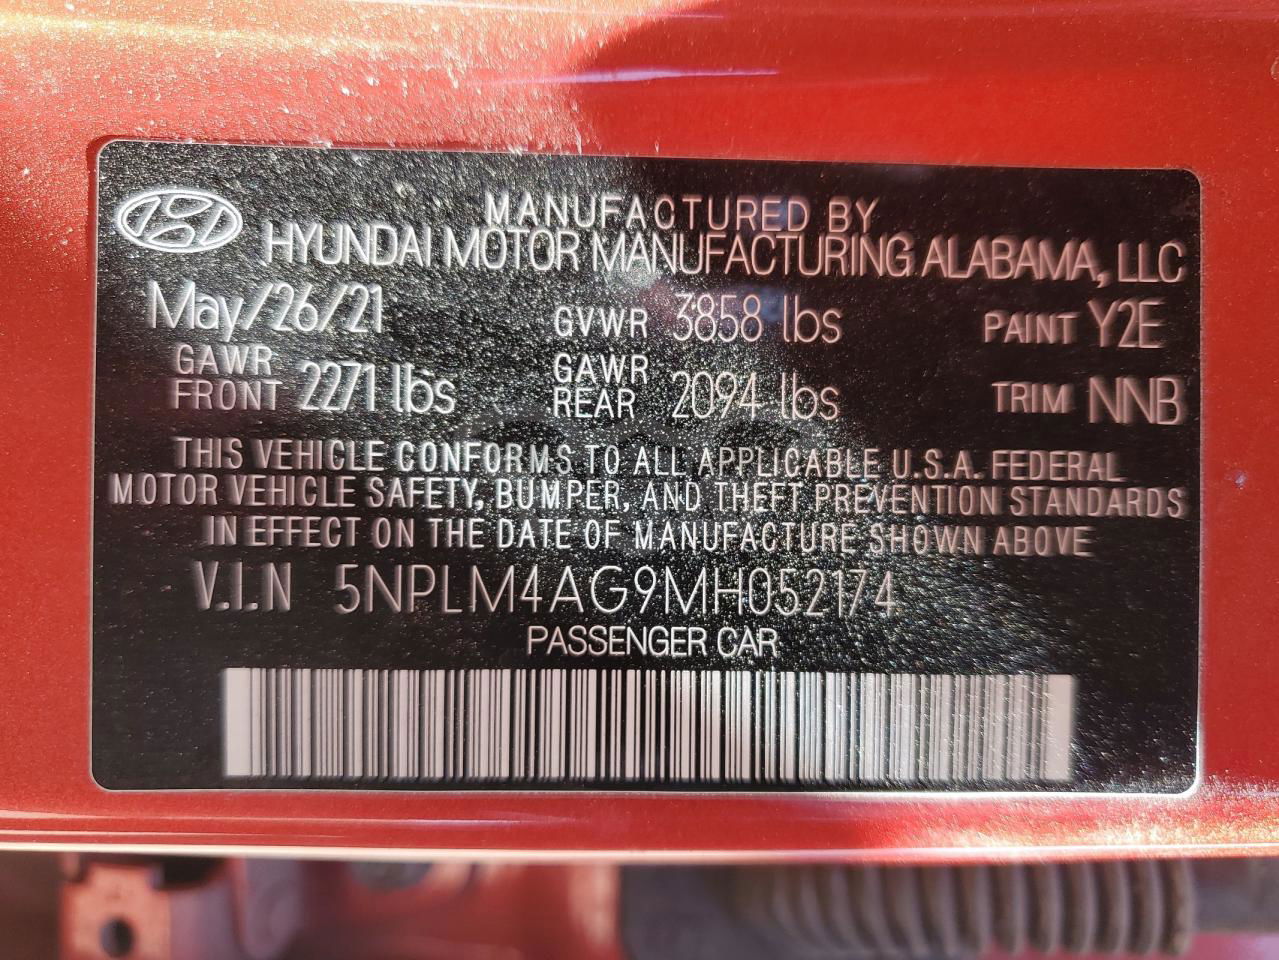 MANUFACTURED BY
HYUNDAI MOTOR MANUFACTURING ALABAMA, LLC
May/26/21 GVWR 3858 lbs PAINT Y2E
GAWR FRONT 2271 lbs GAWR REAR 2094 lbs TRIM NNB
THIS VEHICLE CONFORMS TO ALL APPLICABLE U.S.A. FEDERAL
MOTOR VEHICLE SAFETY, BUMPER, AND THEFT PREVENTION STANDARDS
IN EFFECT ON THE DATE OF MANUFACTURE SHOWN ABOVE
V.I.N 5NPLM4AG9MH052174
PASSENGER CAR